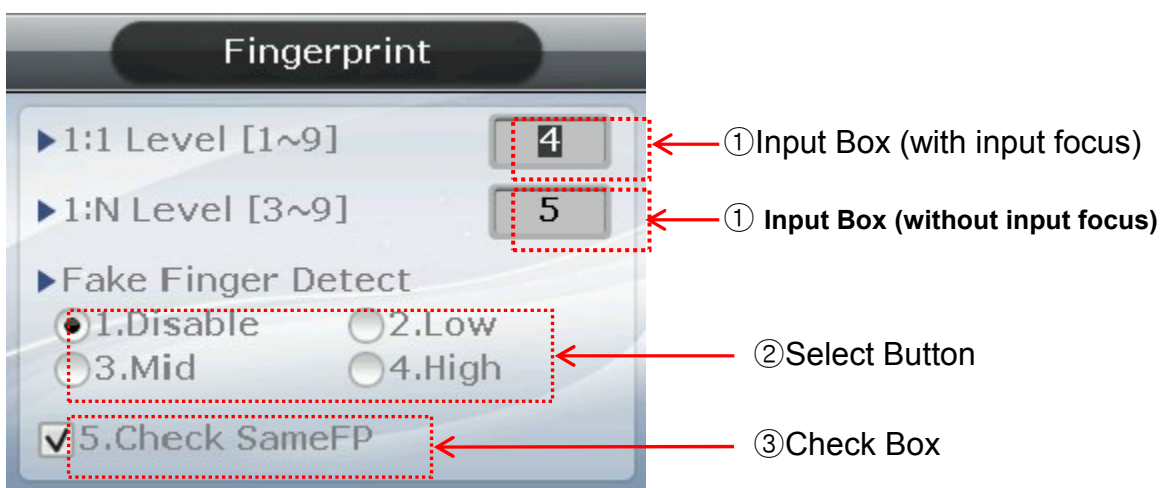 Fingerprint
▶1:1 Level [1~9] 4 ①Input Box (with input focus)
▶1:N Level [3~9] 5 ① Input Box (without input focus)
▶Fake Finger Detect
1.Disable 2.Low
3.Mid 4.High
②Select Button
5.Check SameFP ③Check Box